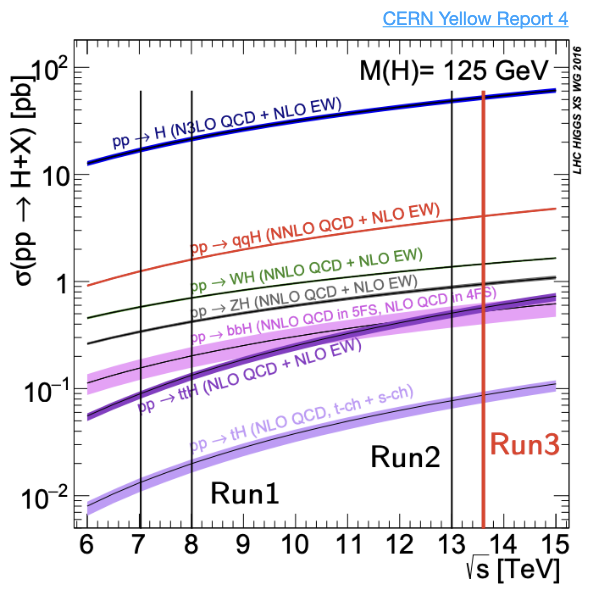 CERN Yellow Report 4
M(H)= 125 GeV
LHC HIGGS XS WG 2016
σ(pp → H+X) [pb]
10²
10
1
10⁻¹
10⁻²
pp → H (N3LO QCD + NLO EW)
pp → qqH (NNLO QCD + NLO EW)
pp → WH (NNLO QCD + NLO EW)
pp → ZH (NNLO QCD + NLO EW)
pp → bbH (NNLO QCD in 5FS, NLO QCD in 4FS)
pp → ttH (NLO QCD + NLO EW)
pp → tH (NLO QCD, t-ch + s-ch)
Run1
Run2
Run3
6 7 8 9 10 11 12 13 14 15
√s [TeV]